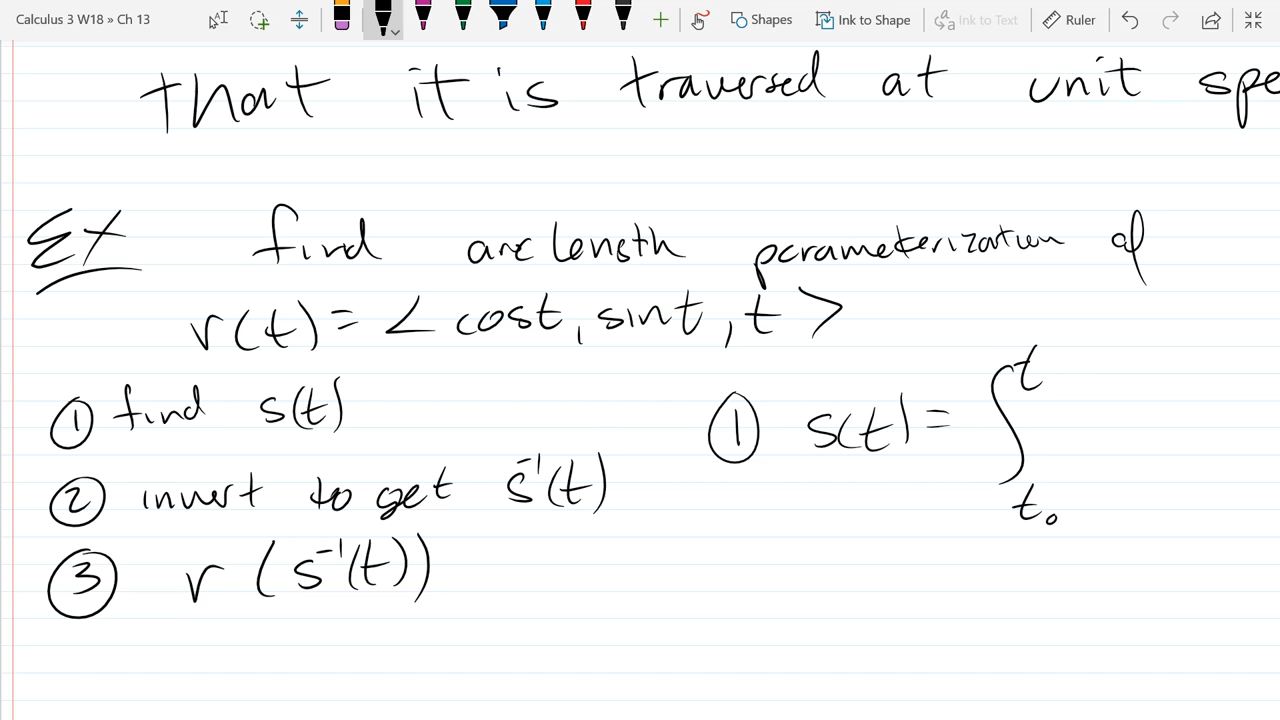 Calculus 3 W18 » Ch 13
Shapes
Ink to Shape
Ink to Text
Ruler
that it is traversed at unit spe
Ex find arc length parameterization of
r(t) = < cost, sint, t >
① find s(t)
② invert to get s⁻¹(t)
③ r (s⁻¹(t))
① s(t) = ∫ t t₀